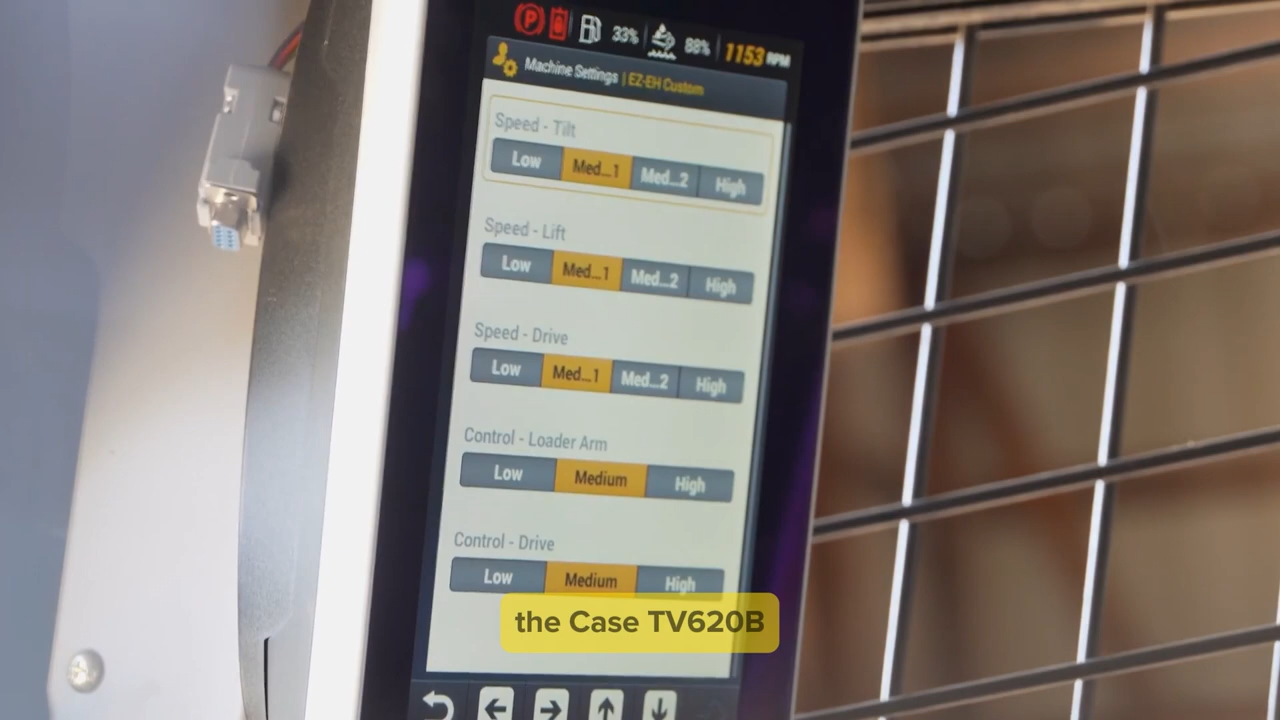 P 33% 88% 1153 RPM
Machine Settings | EZ-EH Custom
Speed - Tilt
Low Med...1 Med...2 High
Speed - Lift
Low Med...1 Med...2 High
Speed - Drive
Low Med...1 Med...2 High
Control - Loader Arm
Low Medium High
Control - Drive
Low Medium High
the Case TV620B